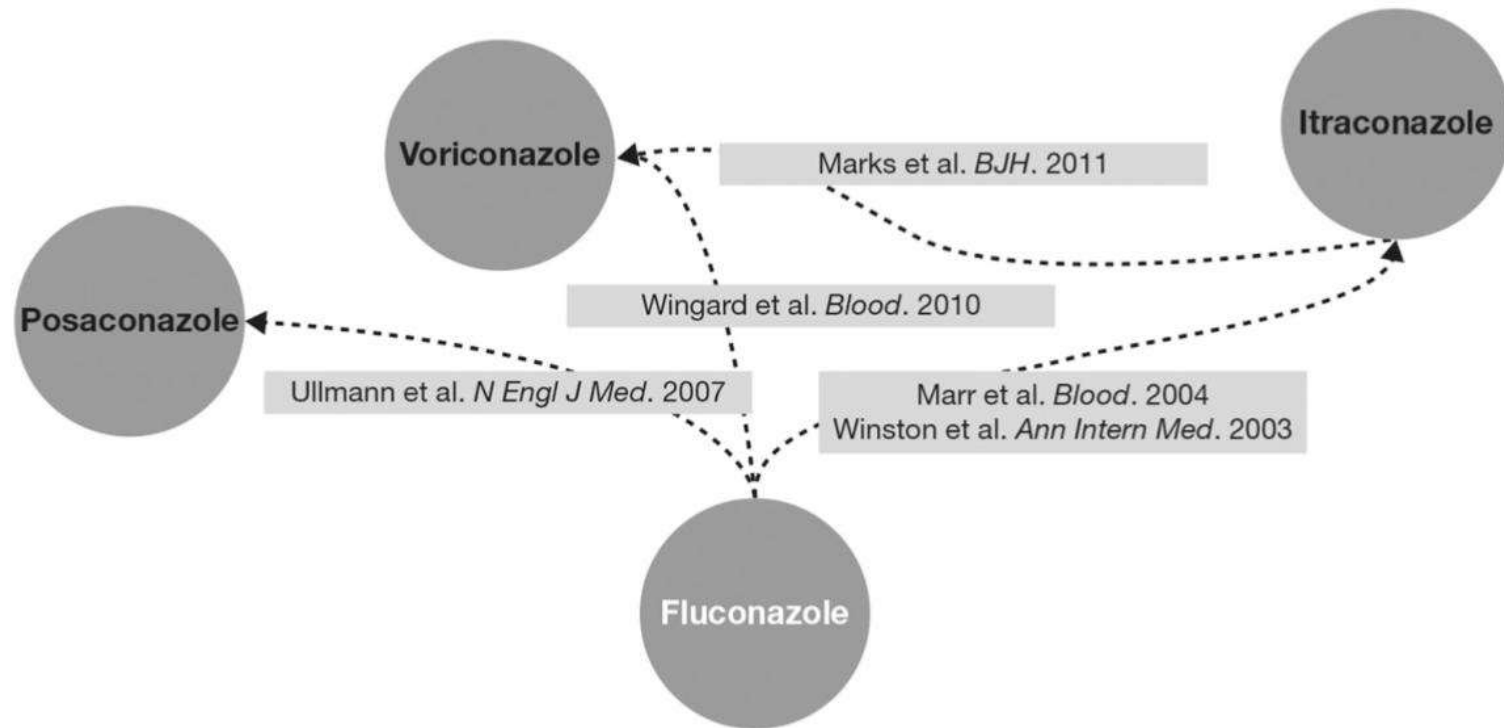 Itraconazole
Voriconazole
Marks et al. BJH. 2011
Wingard et al. Blood. 2010
Posaconazole
Ullmann et al. N Engl J Med. 2007
Marr et al. Blood. 2004
Winston et al. Ann Intern Med. 2003
Fluconazole